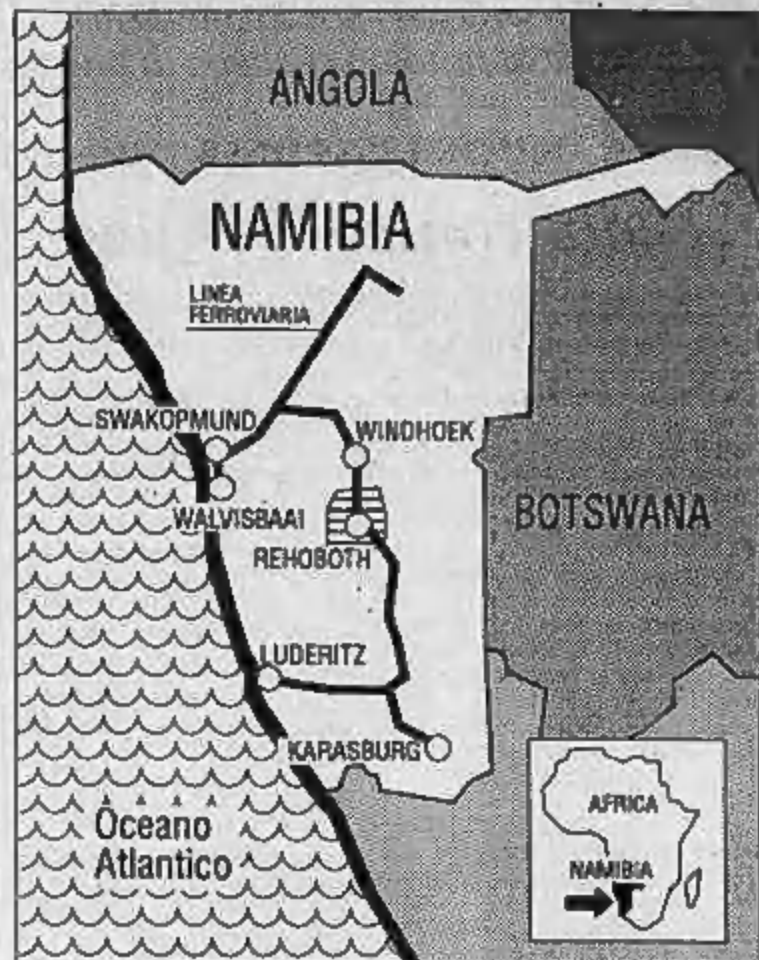 ANGOLA
NAMIBIA
LINEA
FERROVIARIA
SWAKOPMUND
WINDHOEK
WALVISBAAI
BOTSWANA
REHOBOTH
LUDERITZ
KARASBURG
Oceano
Atlantico
AFRICA
NAMIBIA